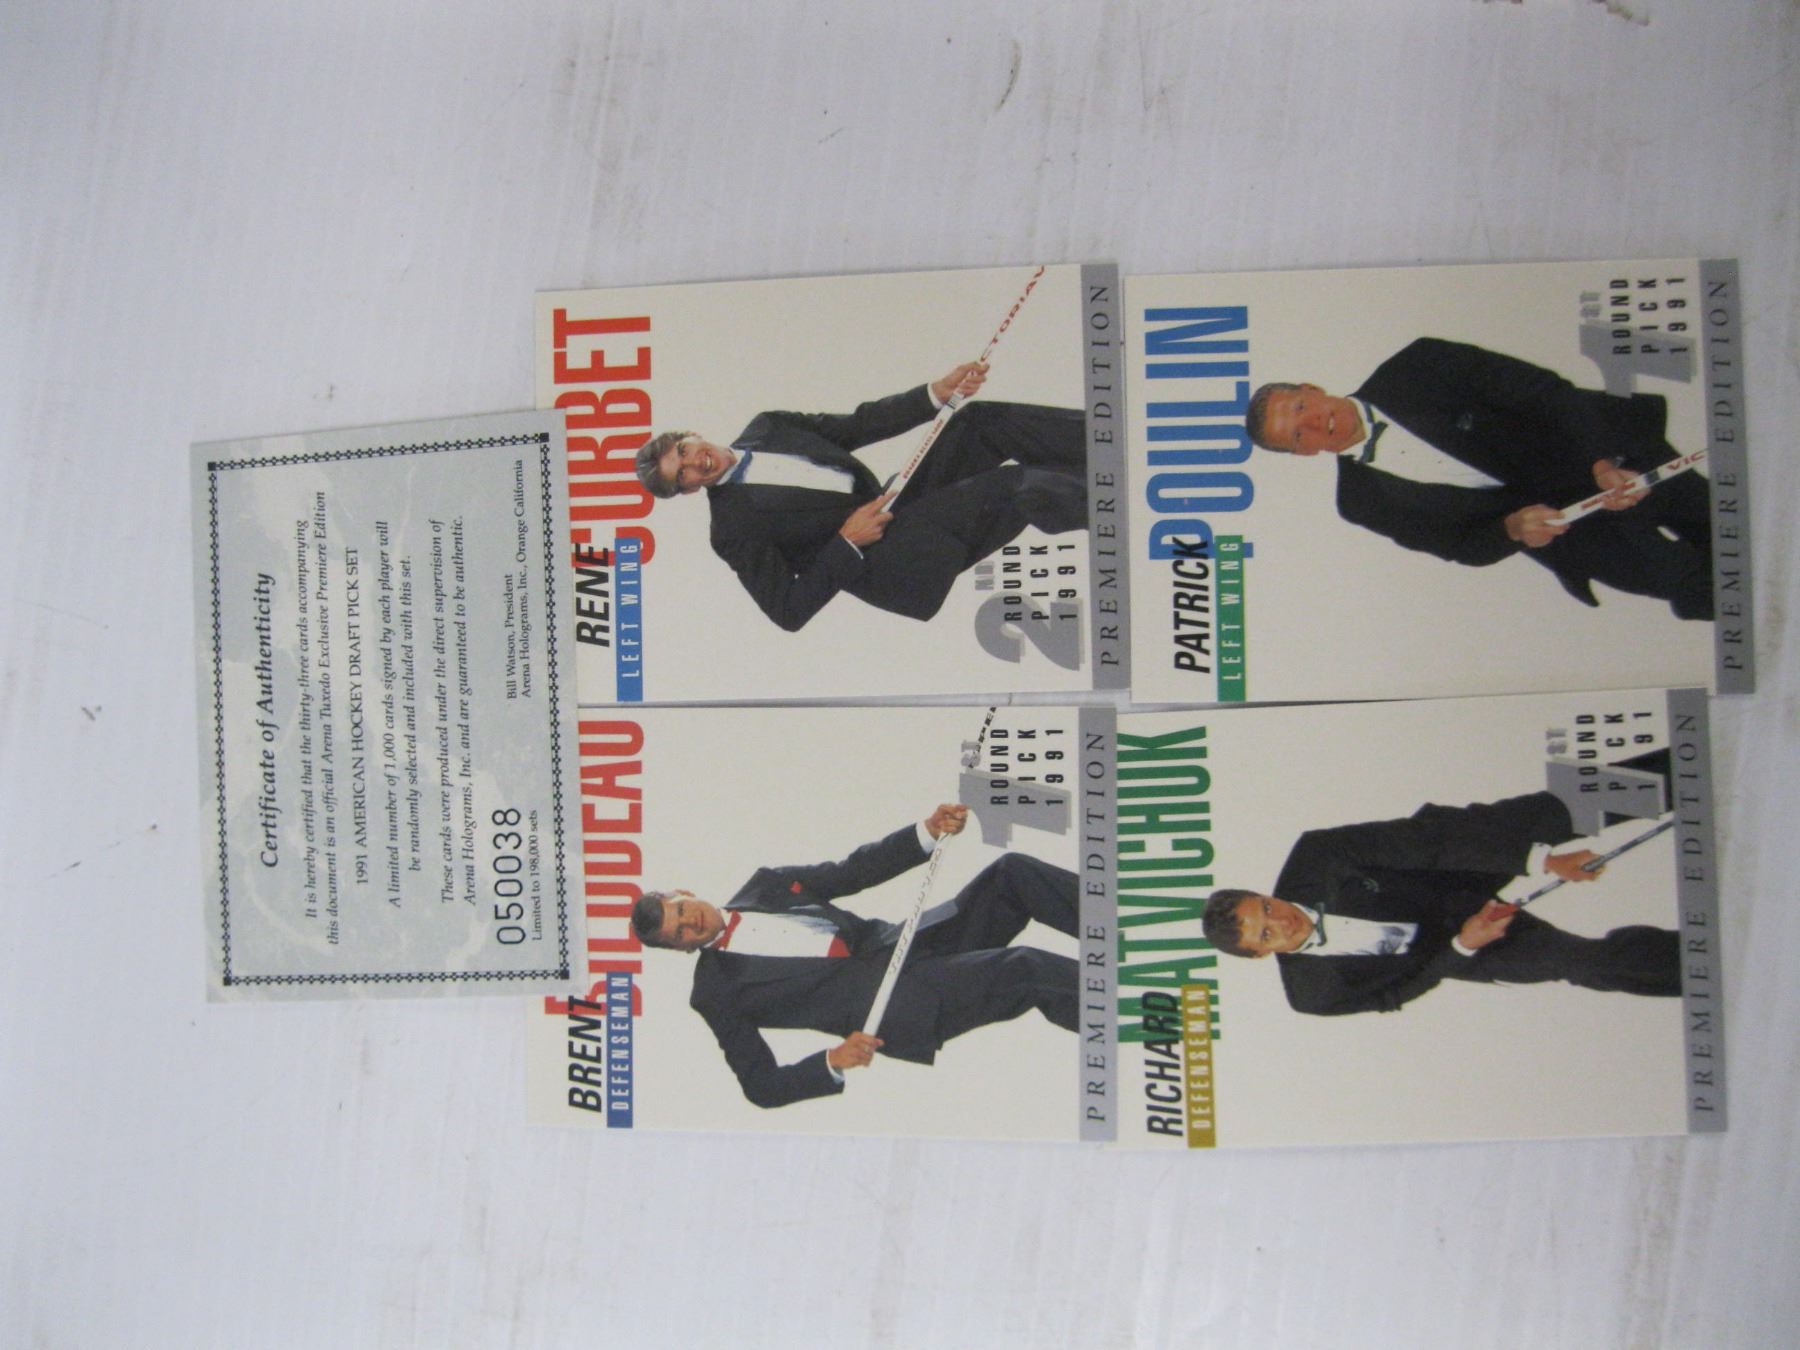 Certificate of Authenticity
It is hereby certified that the thirty-three cards accompanying
this document is an official Arena Tuxedo Exclusive Premiere Edition
1991 AMERICAN HOCKEY DRAFT PICK SET
A limited number of 1,000 cards signed by each player will
be randomly selected and included with this set.
These cards were produced under the direct supervision of
Arena Holograms, Inc. and are guaranteed to be authentic.
Bill Watson, President
Arena Holograms, Inc., Orange California
050038
Limited to 198,000 sets
BRENT
BILODEAU
DEFENSEMAN
1ST
ROUND
PICK
1991
PREMIERE EDITION
RENE
CORBET
LEFT WING
2ND
ROUND
PICK
1991
PREMIERE EDITION
VICTORIAV
RICHARD
MATVICHUK
DEFENSEMAN
1ST
ROUND
P CK
1 91
PREMIERE EDITION
PATRICK
POULIN
LEFT WING
1ST
ROUND
PICK
1991
PREMIERE EDITION
VIC